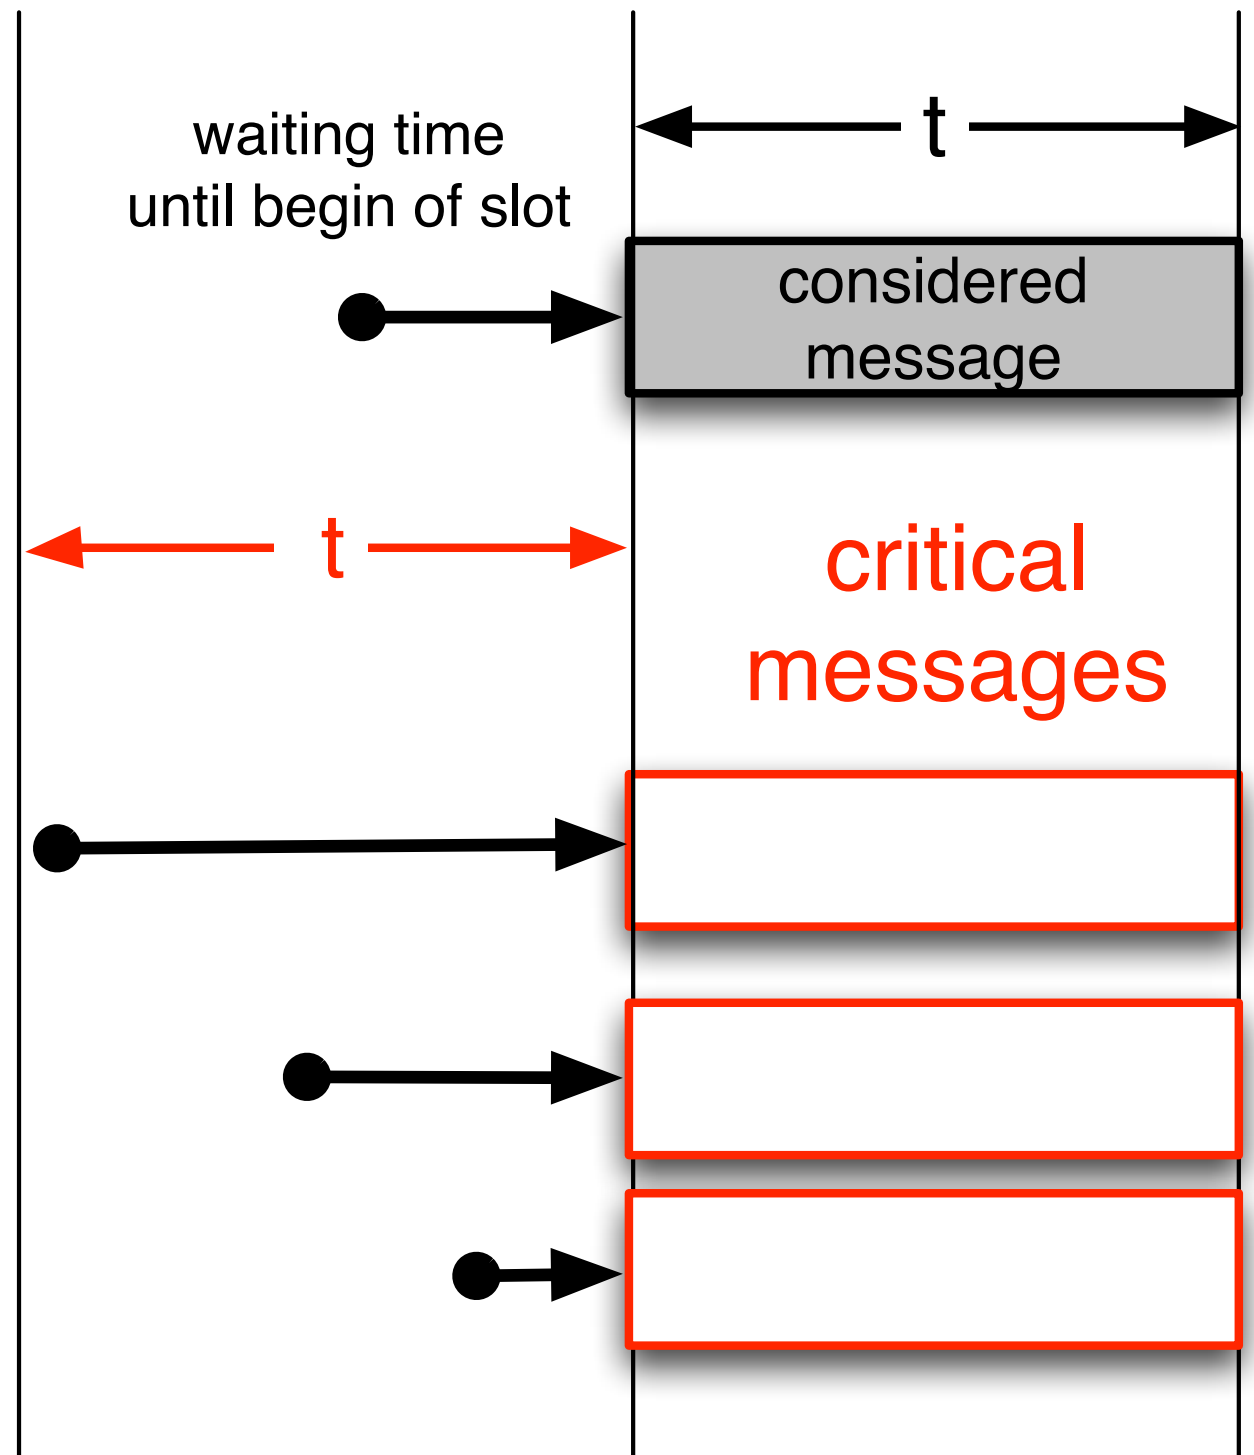 waiting time
until begin of slot
t
considered
message
t
critical
messages